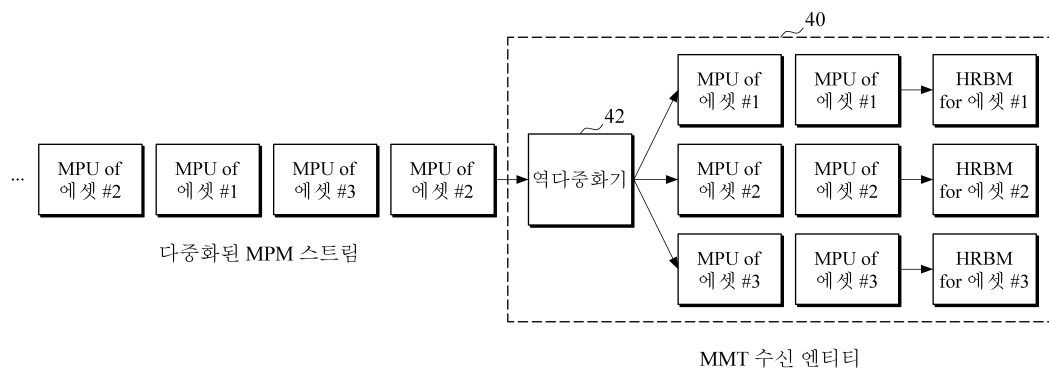 40
MPU of
에셋 #1
MPU of
에셋 #1
HRBM
for 에셋 #1
42
...
MPU of
에셋 #2
MPU of
에셋 #1
MPU of
에셋 #3
MPU of
에셋 #2
역다중화기
MPU of
에셋 #2
MPU of
에셋 #2
HRBM
for 에셋 #2
다중화된 MPM 스트림
MPU of
에셋 #3
MPU of
에셋 #3
HRBM
for 에셋 #3
MMT 수신 엔티티